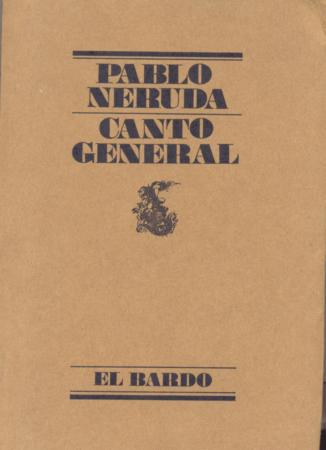 PABLO
NERUDA
CANTO
GENERAL
EL BARDO